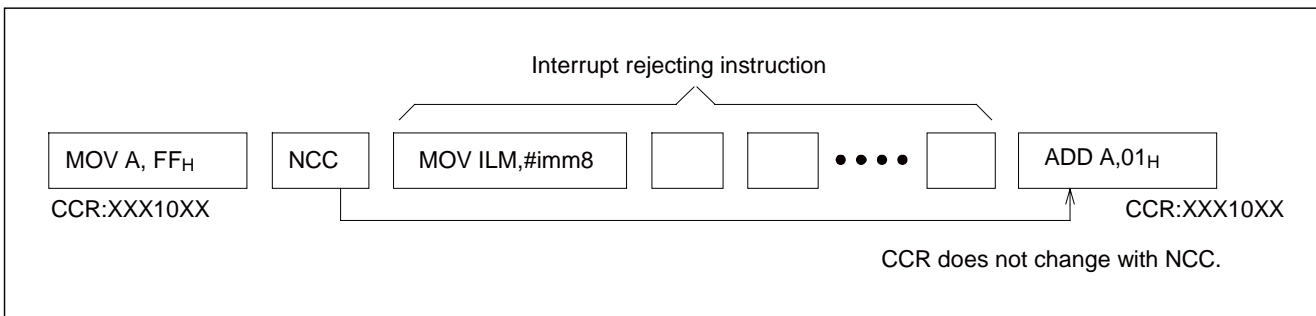 Interrupt rejecting instruction
MOV A, FFH NCC MOV ILM,#imm8 •••• ADD A,01H
CCR:XXX10XX CCR:XXX10XX
CCR does not change with NCC.